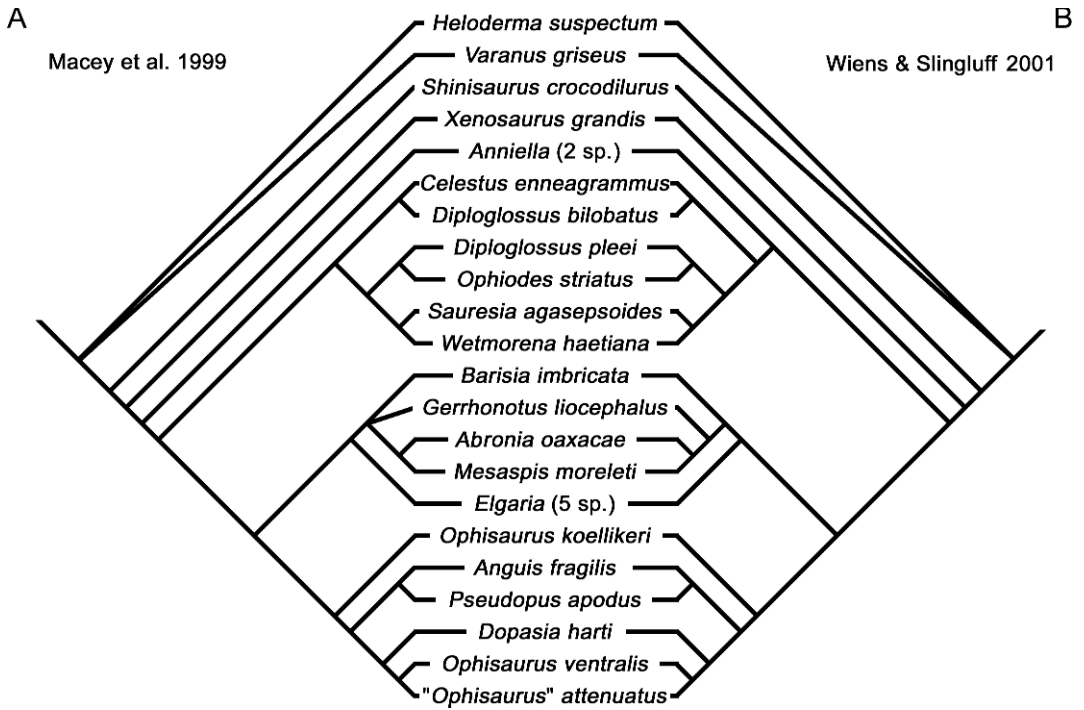 A
B
Macey et al. 1999
Wiens & Slingluff 2001
Heloderma suspectum
Varanus griseus
Shinisaurus crocodilurus
Xenosaurus grandis
Anniella (2 sp.)
Celestus enneagrammus
Diploglossus bilobatus
Diploglossus pleei
Ophiodes striatus
Sauresia agasepsoides
Wetmorena haetiana
Barisia imbricata
Gerrhonotus liocephalus
Abronia oaxacae
Mesaspis moreleti
Elgaria (5 sp.)
Ophisaurus koellikeri
Anguis fragilis
Pseudopus apodus
Dopasia harti
Ophisaurus ventralis
"Ophisaurus" attenuatus